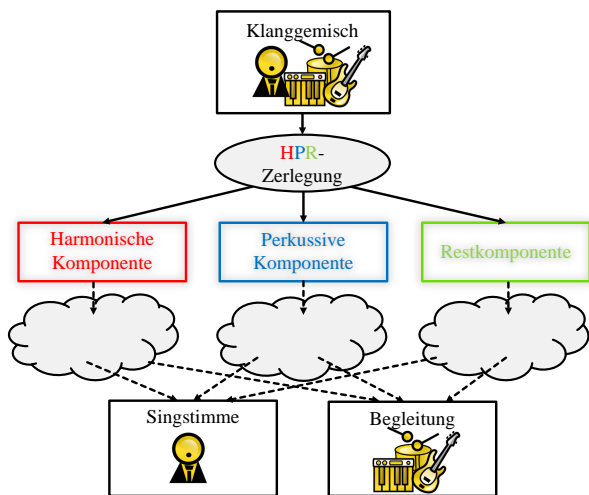 Klanggemisch
HPR-
Zerlegung
Harmonische
Komponente
Perkussive
Komponente
Restkomponente
Singstimme
Begleitung